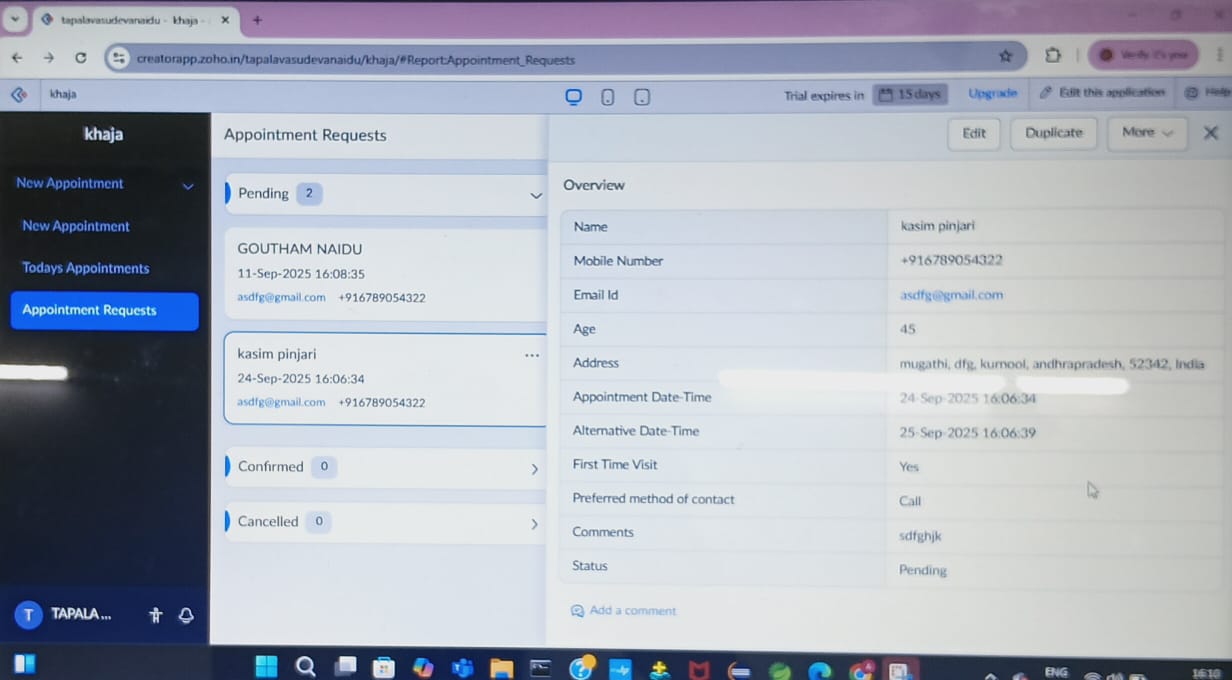 tapalavasudevanaidu - khaja -
creatorapp.zoho.in/tapalavasudevanaidu/khaja/#Report:Appointment_Requests
Verify it's you
khaja
Trial expires in 15 days Upgrade Edit this application Help
khaja
New Appointment
New Appointment
Todays Appointments
Appointment Requests
TAPALA...
Appointment Requests
Pending 2
GOUTHAM NAIDU
11-Sep-2025 16:08:35
asdfg@gmail.com +916789054322
kasim pinjari
24-Sep-2025 16:06:34
asdfg@gmail.com +916789054322
Confirmed 0
Cancelled 0
Edit Duplicate More
Overview
Name kasim pinjari
Mobile Number +916789054322
Email Id asdfg@gmail.com
Age 45
Address mugathi, dfg, kurnool, andhrapradesh, 52342, India
Appointment Date-Time 24-Sep-2025 16:06:34
Alternative Date-Time 25-Sep-2025 16:06:39
First Time Visit Yes
Preferred method of contact Call
Comments sdfghjk
Status Pending
Add a comment
T
ENG
16:10